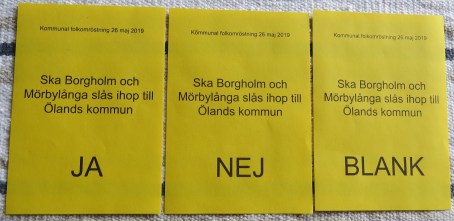 Kommunal folkomröstning 26 maj 2019
Ska Borgholm och
Mörbylånga slås ihop till
Ölands kommun
JA
Kommunal folkomröstning 26 maj 2019
Ska Borgholm och
Mörbylånga slås ihop till
Ölands kommun
NEJ
Kommunal folkomröstning 26 maj 2019
Ska Borgholm och
Mörbylånga slås ihop till
Ölands kommun
BLANK